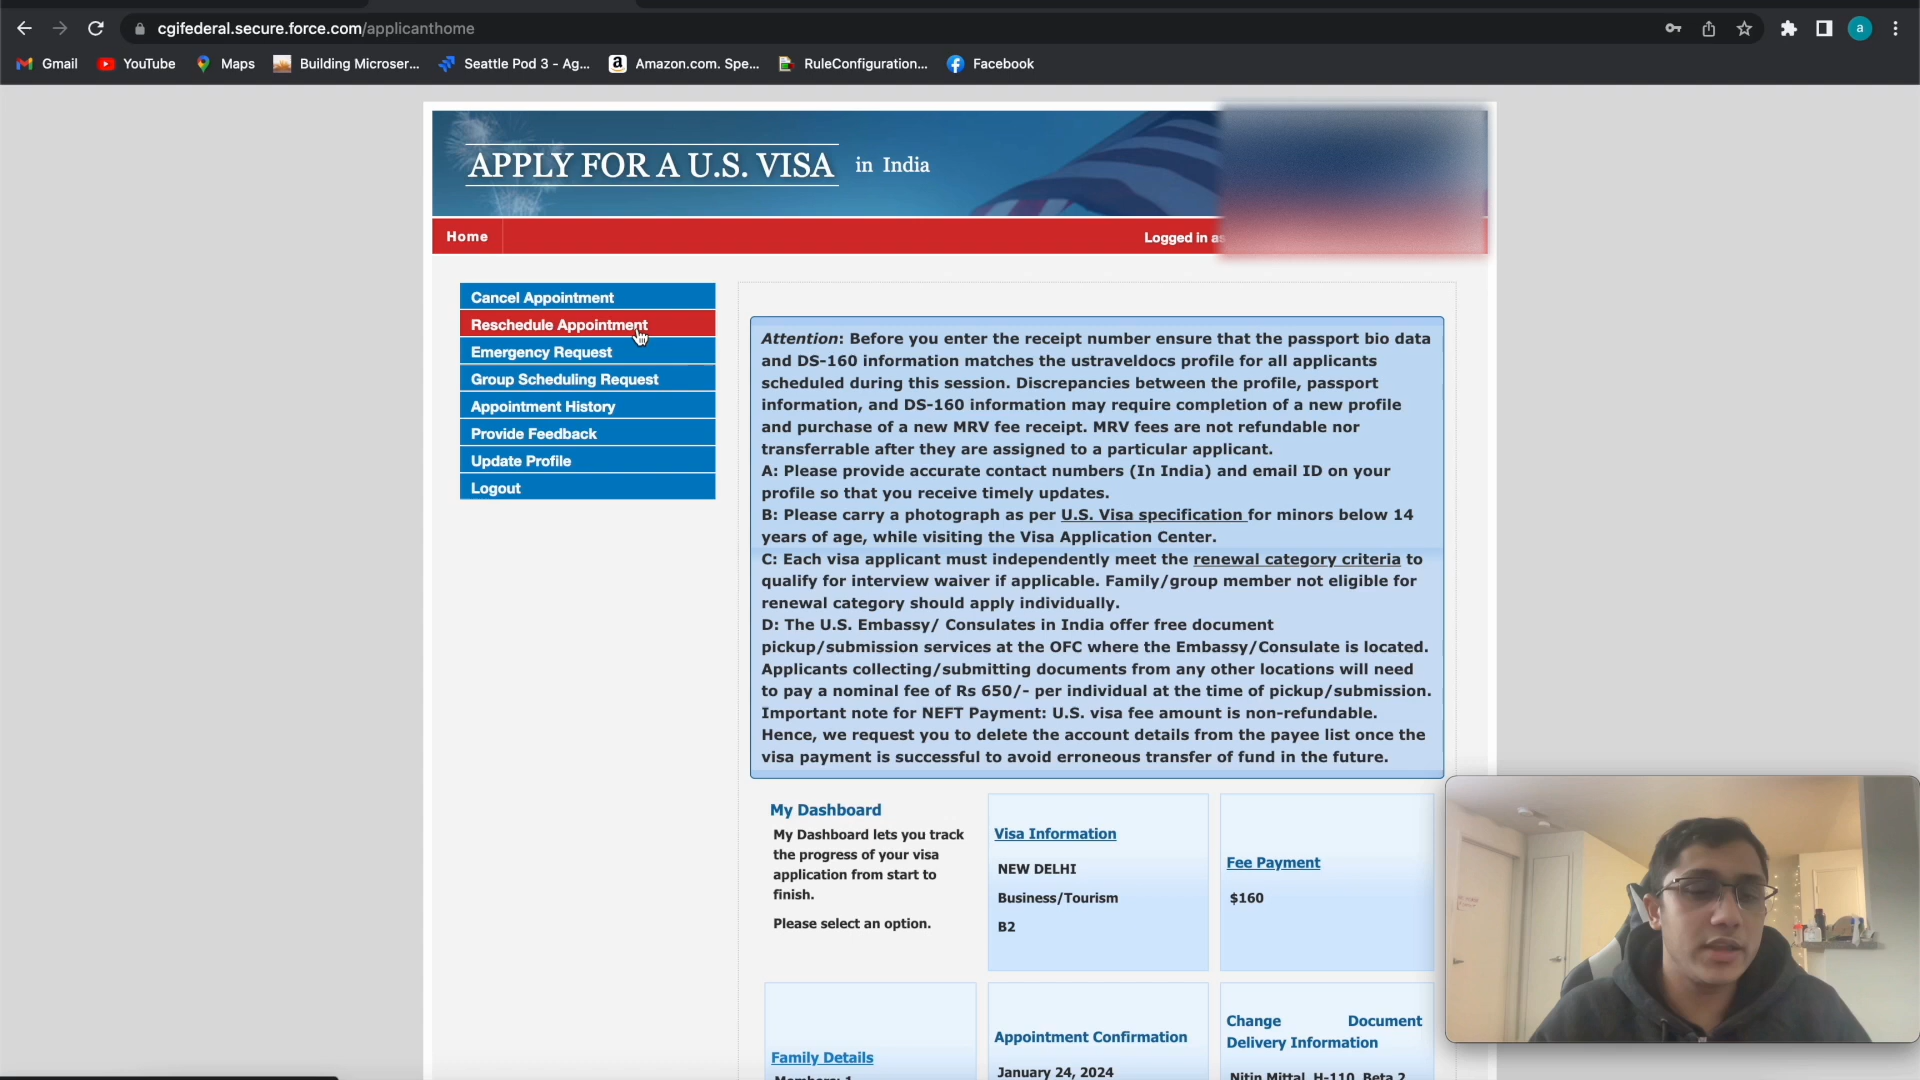 cgifederal.secure.force.com/applicanthome
a
Gmail
YouTube
Maps
Building Microser...
Seattle Pod 3 - Ag...
Amazon.com. Spe...
RuleConfiguration...
Facebook
APPLY FOR A U.S. VISA in India
Home
Logged in as
Cancel Appointment
Reschedule Appointment
Emergency Request
Group Scheduling Request
Appointment History
Provide Feedback
Update Profile
Logout
Attention: Before you enter the receipt number ensure that the passport bio data
and DS-160 information matches the ustraveldocs profile for all applicants
scheduled during this session. Discrepancies between the profile, passport
information, and DS-160 information may require completion of a new profile
and purchase of a new MRV fee receipt. MRV fees are not refundable nor
transferrable after they are assigned to a particular applicant.
A: Please provide accurate contact numbers (In India) and email ID on your
profile so that you receive timely updates.
B: Please carry a photograph as per U.S. Visa specification for minors below 14
years of age, while visiting the Visa Application Center.
C: Each visa applicant must independently meet the renewal category criteria to
qualify for interview waiver if applicable. Family/group member not eligible for
renewal category should apply individually.
D: The U.S. Embassy/ Consulates in India offer free document
pickup/submission services at the OFC where the Embassy/Consulate is located.
Applicants collecting/submitting documents from any other locations will need
to pay a nominal fee of Rs 650/- per individual at the time of pickup/submission.
Important note for NEFT Payment: U.S. visa fee amount is non-refundable.
Hence, we request you to delete the account details from the payee list once the
visa payment is successful to avoid erroneous transfer of fund in the future.
My Dashboard
My Dashboard lets you track
the progress of your visa
application from start to
finish.
Please select an option.
Visa Information
NEW DELHI
Business/Tourism
B2
Fee Payment
$160
Family Details
Members: 1
Appointment Confirmation
January 24, 2024
Change Document
Delivery Information
Nitin Mittal, H-110, Beta 2